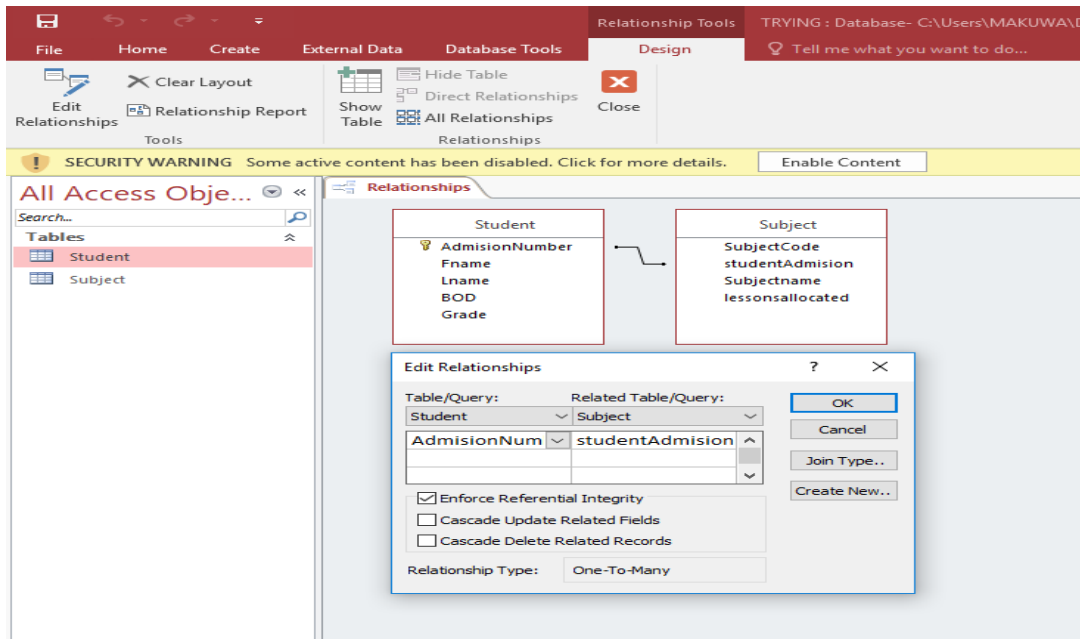 Relationship Tools
TRYING : Database- C:\Users\MAKUWA\D
File Home Create External Data Database Tools Design Tell me what you want to do...
Edit Relationships
Clear Layout
Relationship Report
Tools
Show Table
Hide Table
Direct Relationships
All Relationships
Relationships
Close
SECURITY WARNING Some active content has been disabled. Click for more details. Enable Content
All Access Obje... «
Search...
Tables
Student
Subject
Relationships
Student
AdmisionNumber
Fname
Lname
BOD
Grade
Subject
SubjectCode
studentAdmision
Subjectname
lessonsallocated
Edit Relationships ?
Table/Query: Related Table/Query:
Student Subject
AdmisionNum studentAdmision
Enforce Referential Integrity
Cascade Update Related Fields
Cascade Delete Related Records
Relationship Type: One-To-Many
OK
Cancel
Join Type..
Create New..